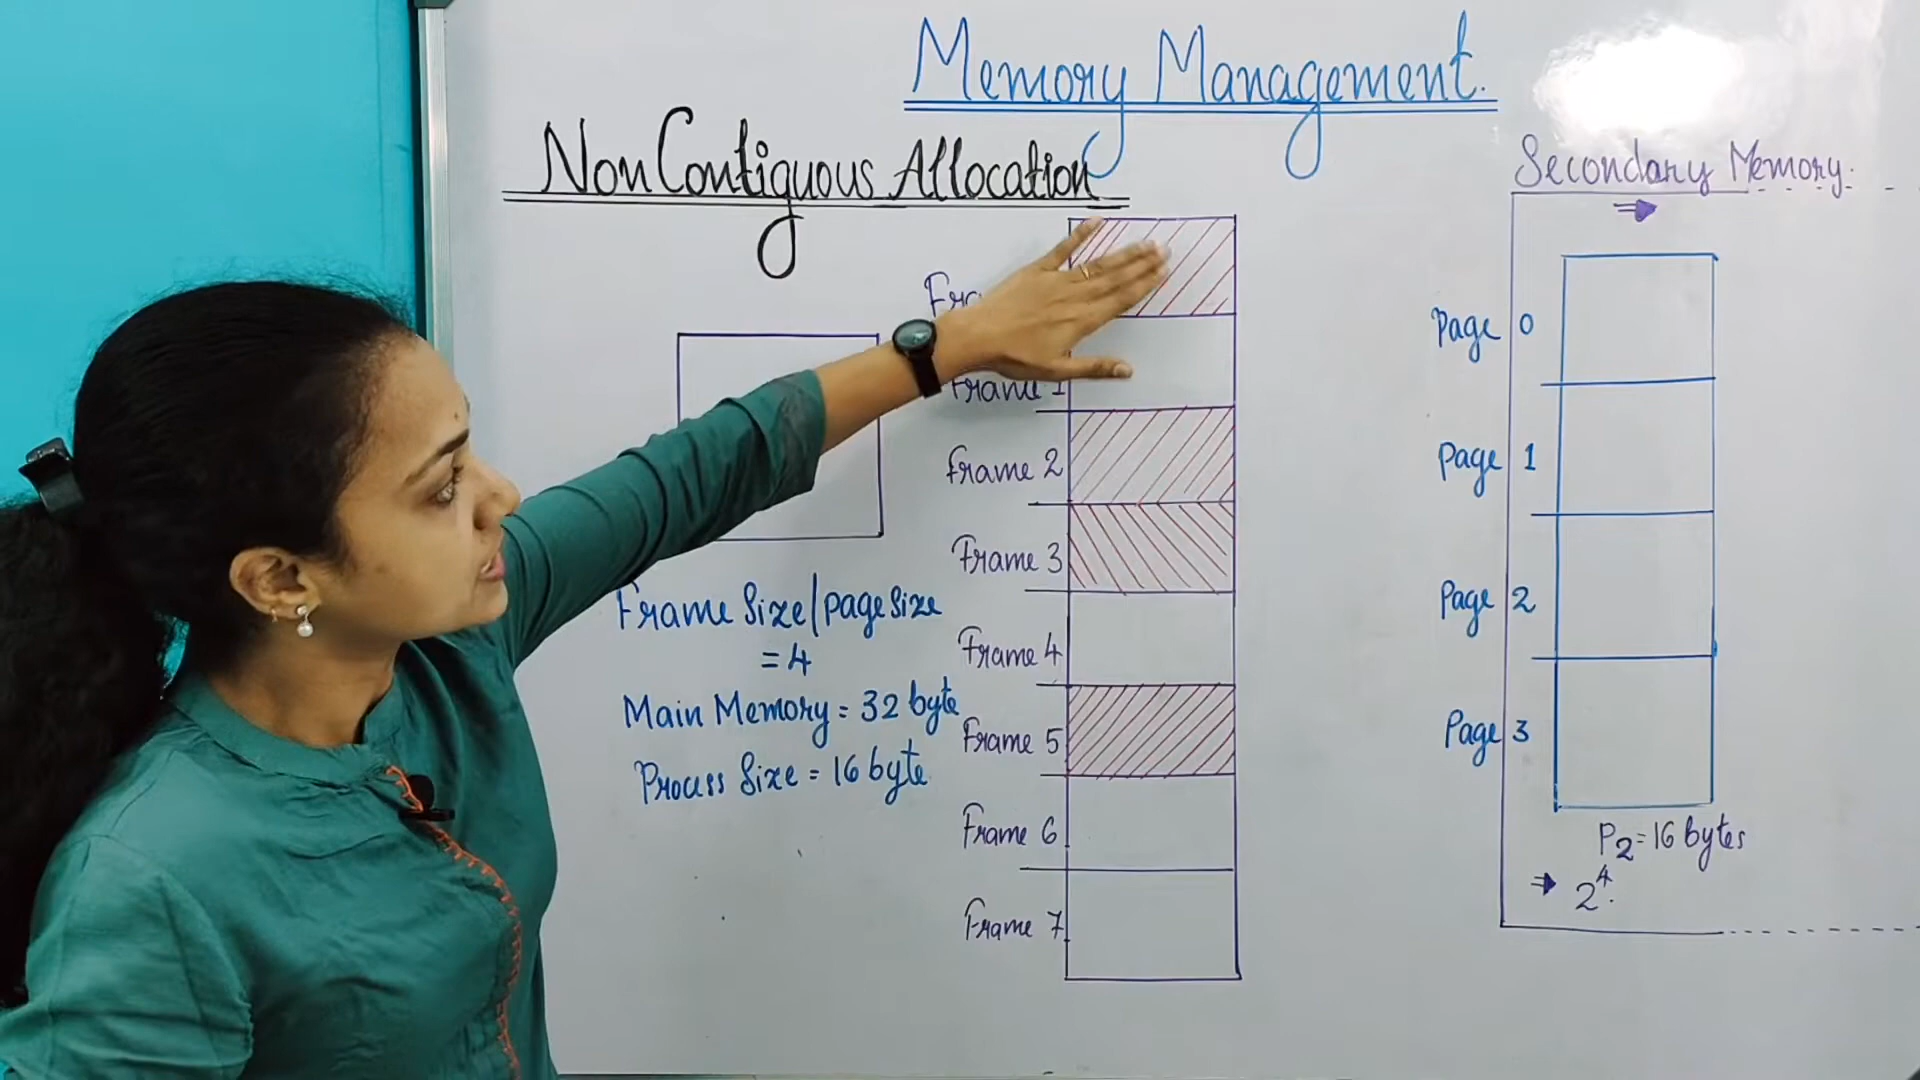 Memory Management.
Non Contiguous Allocation
Secondary Memory.
Frame 1
Frame 2
Frame 3
Frame 4
Frame 5
Frame 6
Frame 7
Frame Size/page size
= 4
Main Memory = 32 byte
Process Size = 16 byte
Page 0
Page 1
Page 2
Page 3
P2 = 16 bytes
⇒ 2^4.